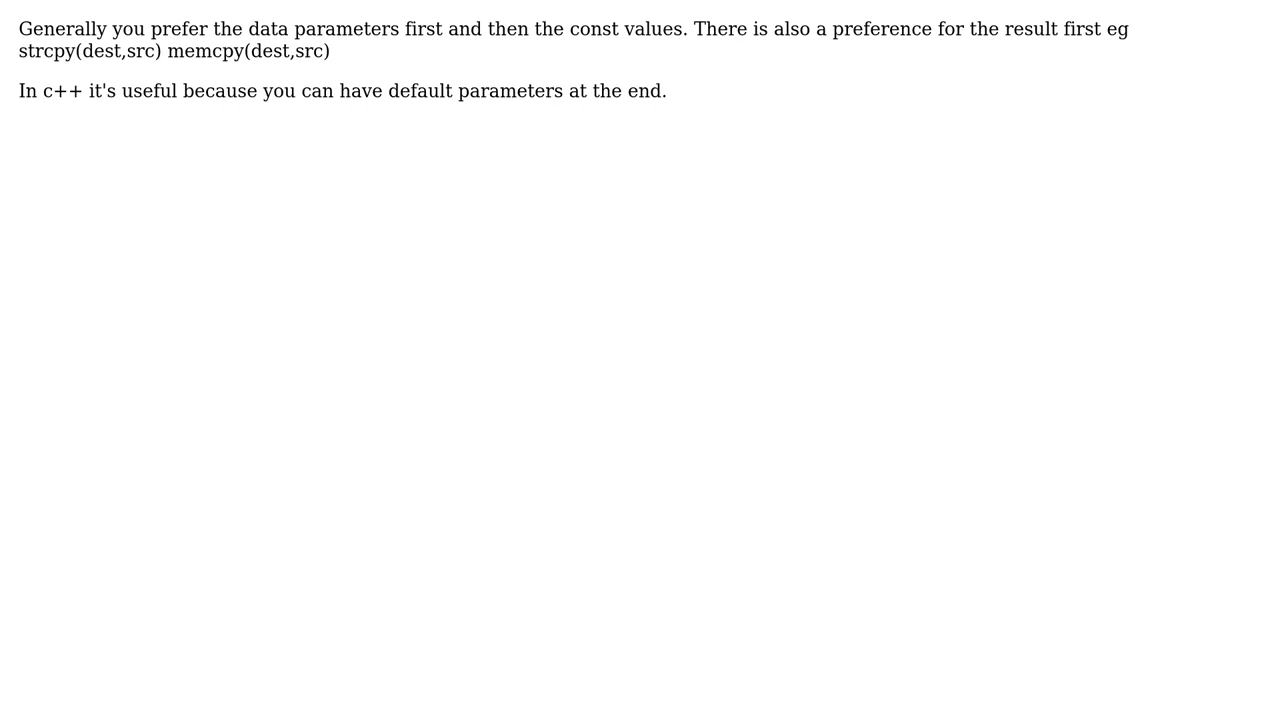 Generally you prefer the data parameters first and then the const values. There is also a preference for the result first eg
strcpy(dest,src) memcpy(dest,src)
In c++ it's useful because you can have default parameters at the end.